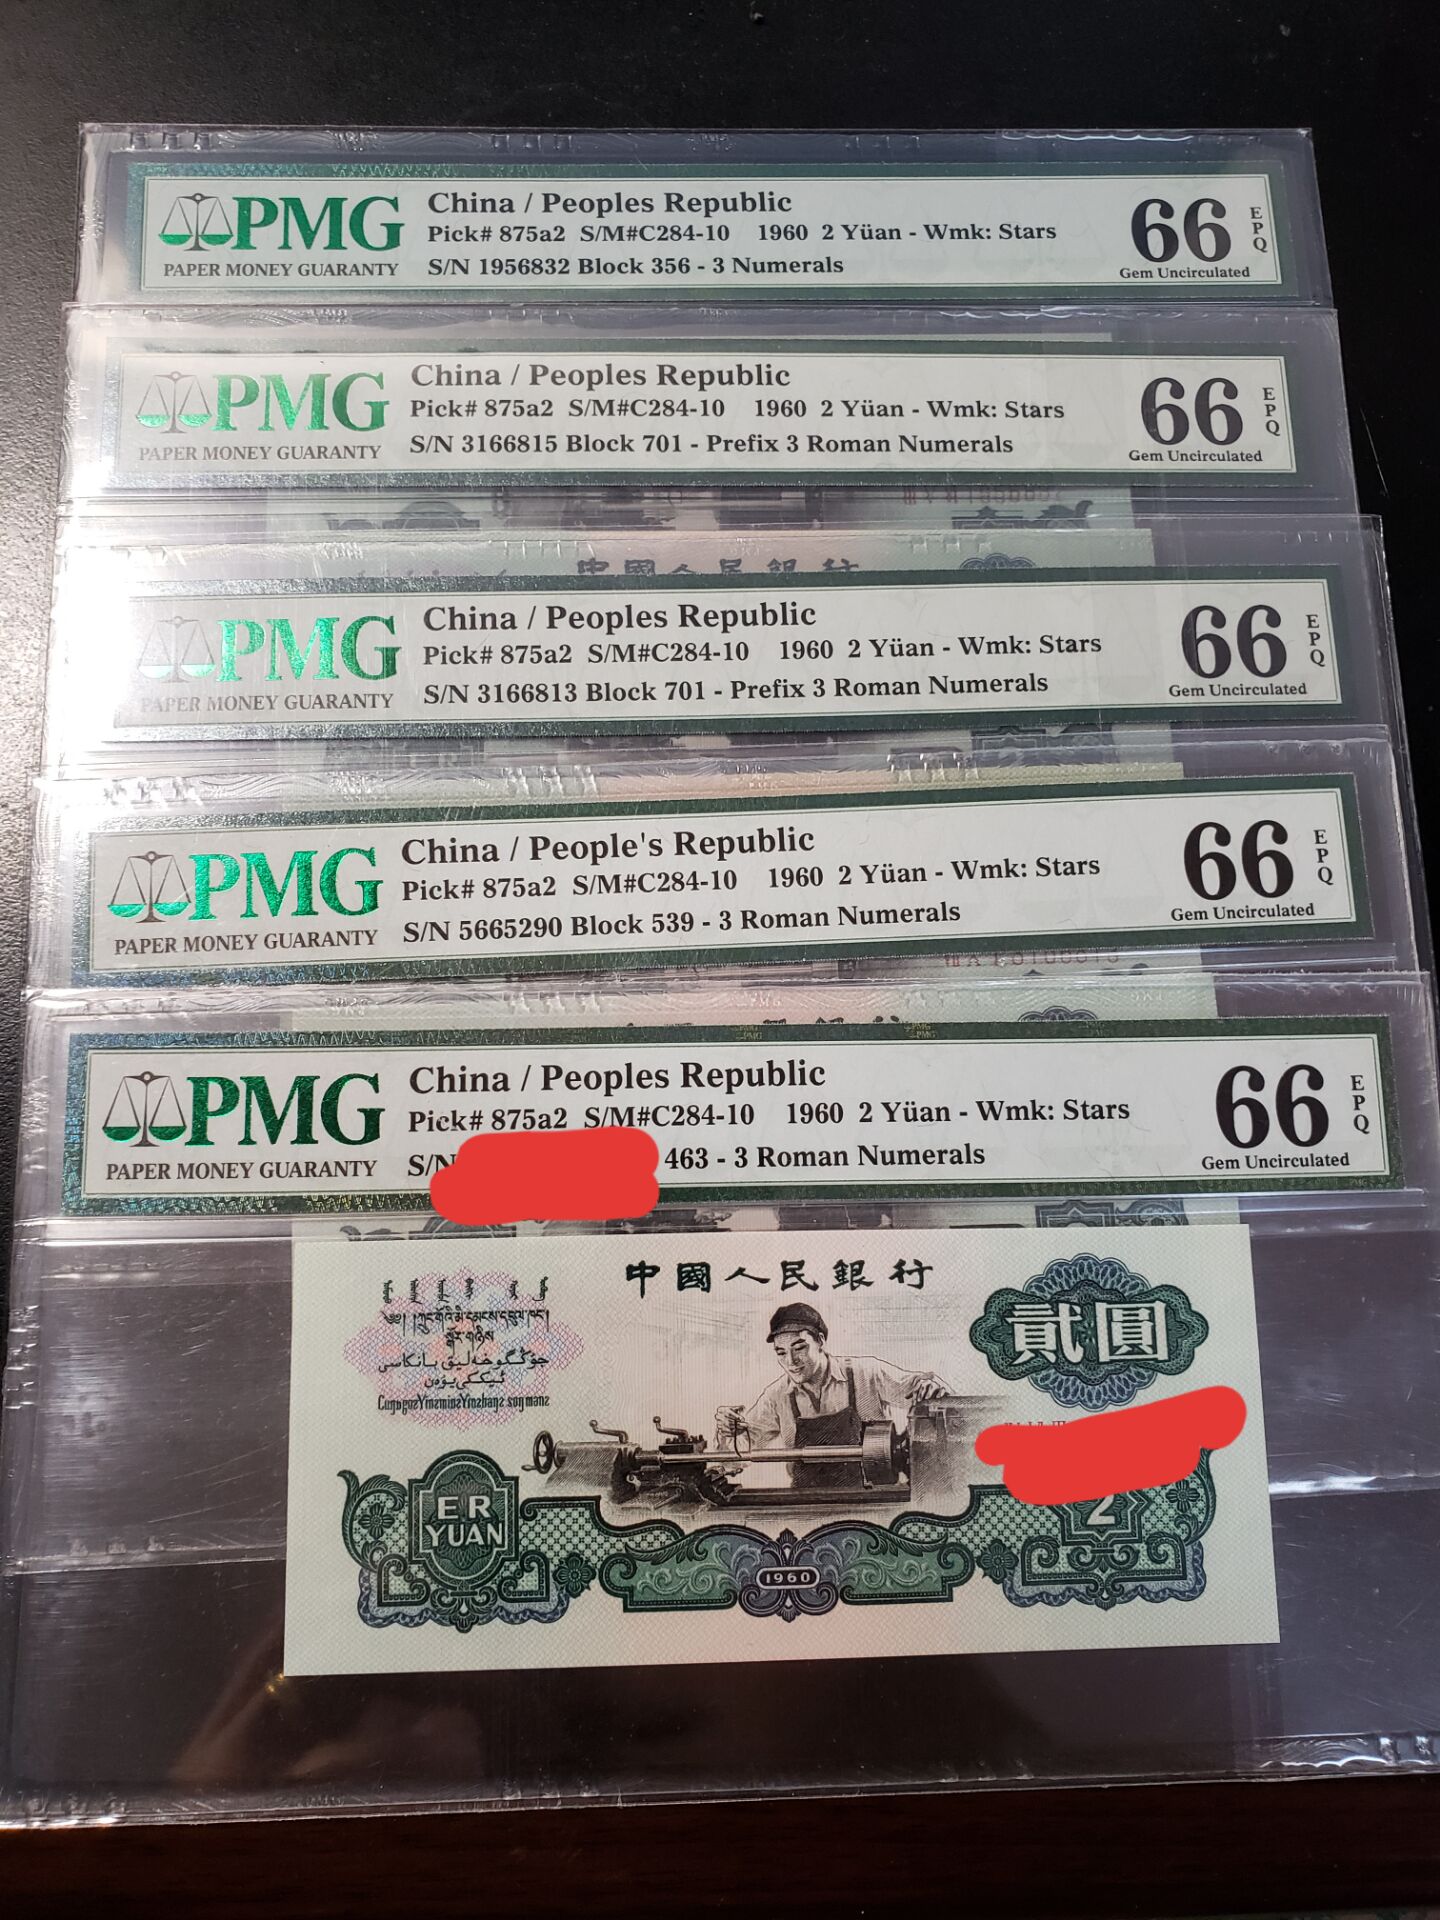 PMG
PAPER MONEY GUARANTY
China / Peoples Republic
Pick# 875a2 S/M#C284-10 1960 2 Yüan - Wmk: Stars
S/N 1956832 Block 356 - 3 Numerals
66 EPQ
Gem Uncirculated
PMG
PAPER MONEY GUARANTY
China / Peoples Republic
Pick# 875a2 S/M#C284-10 1960 2 Yüan - Wmk: Stars
S/N 3166815 Block 701 - Prefix 3 Roman Numerals
66 EPQ
Gem Uncirculated
中國人民銀行
PMG
PAPER MONEY GUARANTY
China / Peoples Republic
Pick# 875a2 S/M#C284-10 1960 2 Yüan - Wmk: Stars
S/N 3166813 Block 701 - Prefix 3 Roman Numerals
66 EPQ
Gem Uncirculated
PMG
PAPER MONEY GUARANTY
China / People's Republic
Pick# 875a2 S/M#C284-10 1960 2 Yüan - Wmk: Stars
S/N 5665290 Block 539 - 3 Roman Numerals
66 EPQ
Gem Uncirculated
PMG
PAPER MONEY GUARANTY
China / Peoples Republic
Pick# 875a2 S/M#C284-10 1960 2 Yüan - Wmk: Stars
S/N 463 - 3 Roman Numerals
66 EPQ
Gem Uncirculated
中國人民銀行
貳圓
ER
YUAN
2
1960